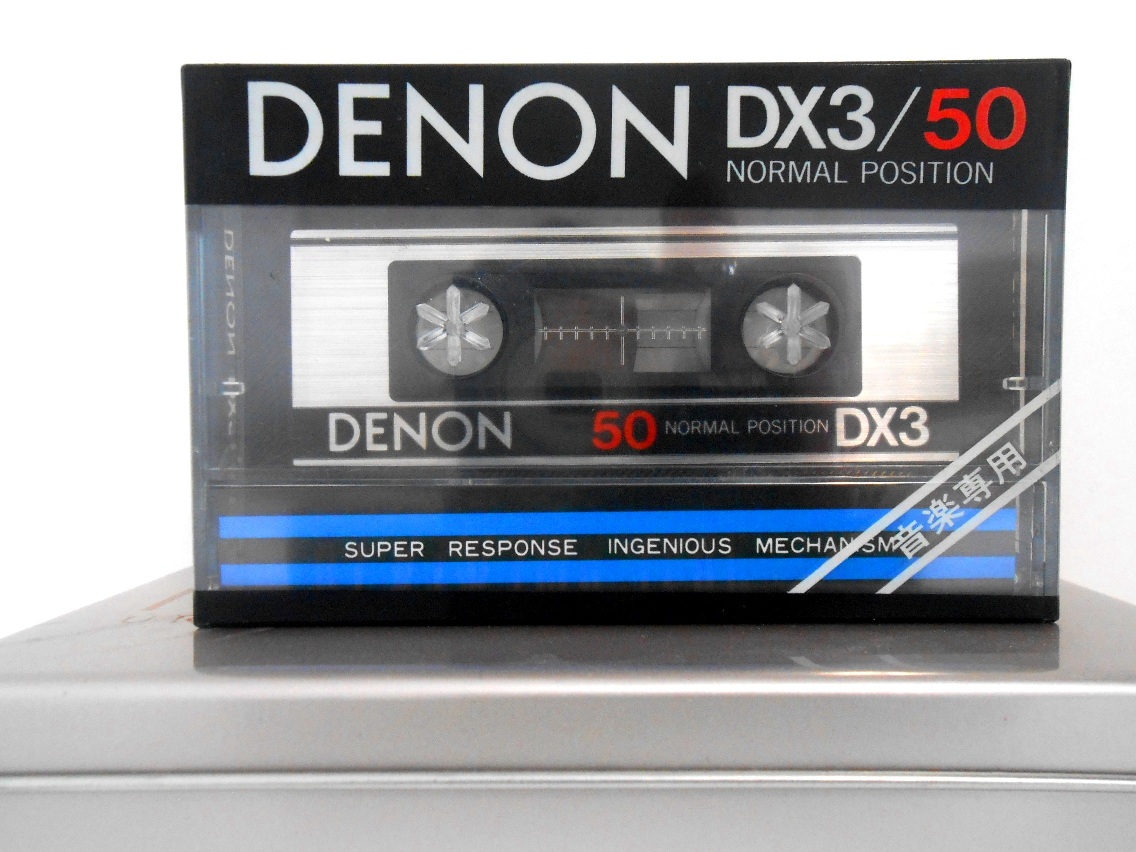 DENON DX3/50
NORMAL POSITION
DENON
DENON 50 NORMAL POSITION DX3
SUPER RESPONSE INGENIOUS MECHANISM
音楽専用